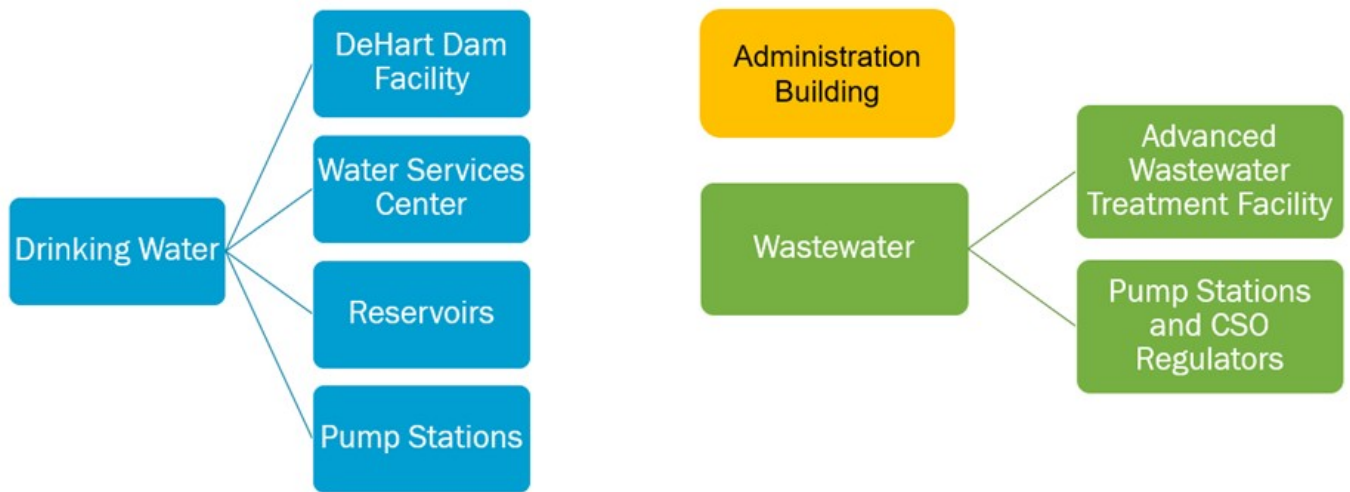 Drinking Water
DeHart Dam
Facility
Water Services
Center
Reservoirs
Pump Stations
Administration
Building
Wastewater
Advanced
Wastewater
Treatment Facility
Pump Stations
and CSO
Regulators